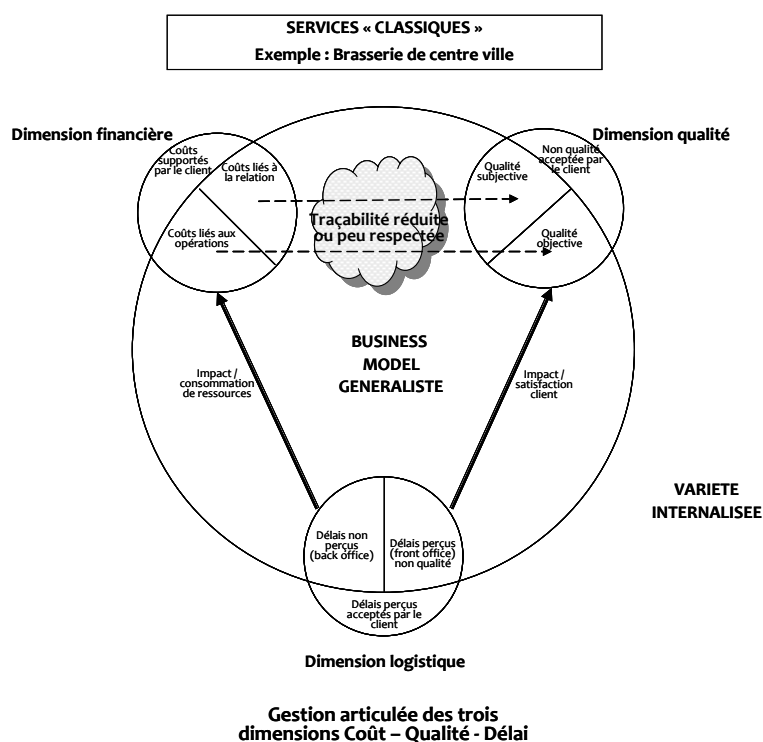 SERVICES « CLASSIQUES »
Exemple : Brasserie de centre ville
Dimension financière
Dimension qualité
Coûts
supportés
par le client
Coûts liés à
la relation
Coûts liés aux
opérations
Qualité
subjective
Non qualité
acceptée par
le client
Qualité
objective
Traçabilité réduite
ou peu respectée
BUSINESS
MODEL
GENERALISTE
Impact /
consommation
de ressources
Impact /
satisfaction
client
VARIETE
INTERNALISEE
Délais non
perçus
(back office)
Délais perçus
(front office)
non qualité
Délais perçus
acceptés par le
client
Dimension logistique
Gestion articulée des trois
dimensions Coût – Qualité - Délai